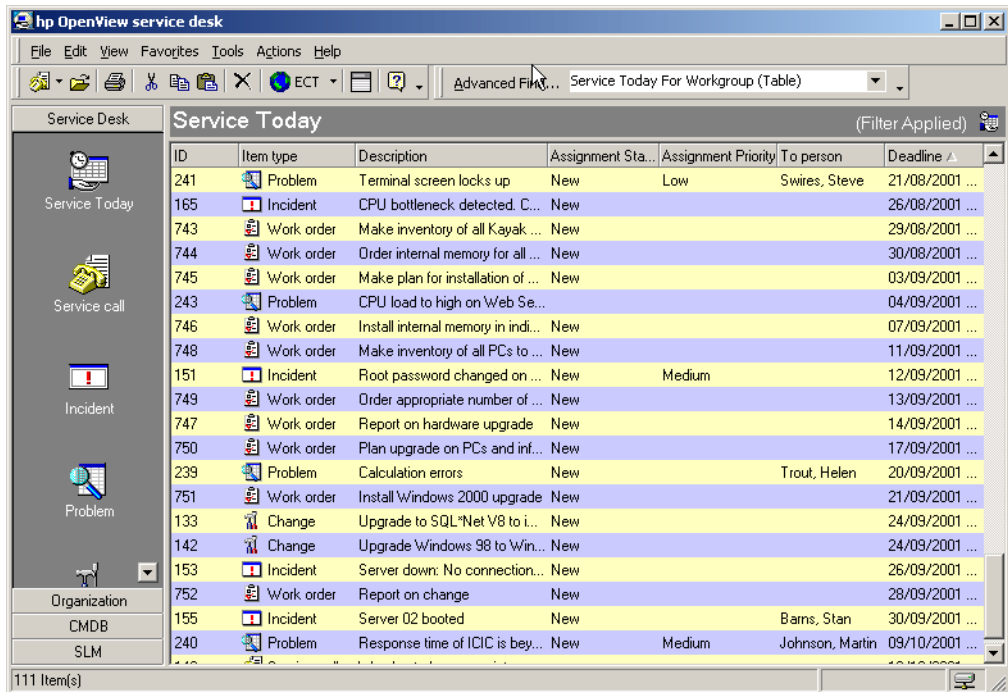 hp OpenView service desk
File Edit View Favorites Tools Actions Help
ECT Advanced Find... Service Today For Workgroup (Table)
Service Desk
Service Today (Filter Applied)
ID Item type Description Assignment Sta... Assignment Priority To person Deadline
241 Problem Terminal screen locks up New Low Swires, Steve 21/08/2001 ...
165 Incident CPU bottleneck detected. C... New 26/08/2001 ...
743 Work order Make inventory of all Kayak ... New 29/08/2001 ...
744 Work order Order internal memory for all ... New 30/08/2001 ...
745 Work order Make plan for installation of ... New 03/09/2001 ...
243 Problem CPU load to high on Web Se... 04/09/2001 ...
746 Work order Install internal memory in indi... New 07/09/2001 ...
748 Work order Make inventory of all PCs to ... New 11/09/2001 ...
151 Incident Root password changed on ... New Medium 12/09/2001 ...
749 Work order Order appropriate number of ... New 13/09/2001 ...
747 Work order Report on hardware upgrade New 14/09/2001 ...
750 Work order Plan upgrade on PCs and inf... New 17/09/2001 ...
239 Problem Calculation errors New Trout, Helen 20/09/2001 ...
751 Work order Install Windows 2000 upgrade New 21/09/2001 ...
133 Change Upgrade to SQL*Net V8 to i... New 24/09/2001 ...
142 Change Upgrade Windows 98 to Win... New 24/09/2001 ...
153 Incident Server down: No connection... New 26/09/2001 ...
752 Work order Report on change New 28/09/2001 ...
155 Incident Server 02 booted New Barns, Stan 30/09/2001 ...
240 Problem Response time of ICIC is bey... New Medium Johnson, Martin 09/10/2001 ...
Service Today
Service call
Incident
Problem
Organization
CMDB
SLM
111 Item(s)